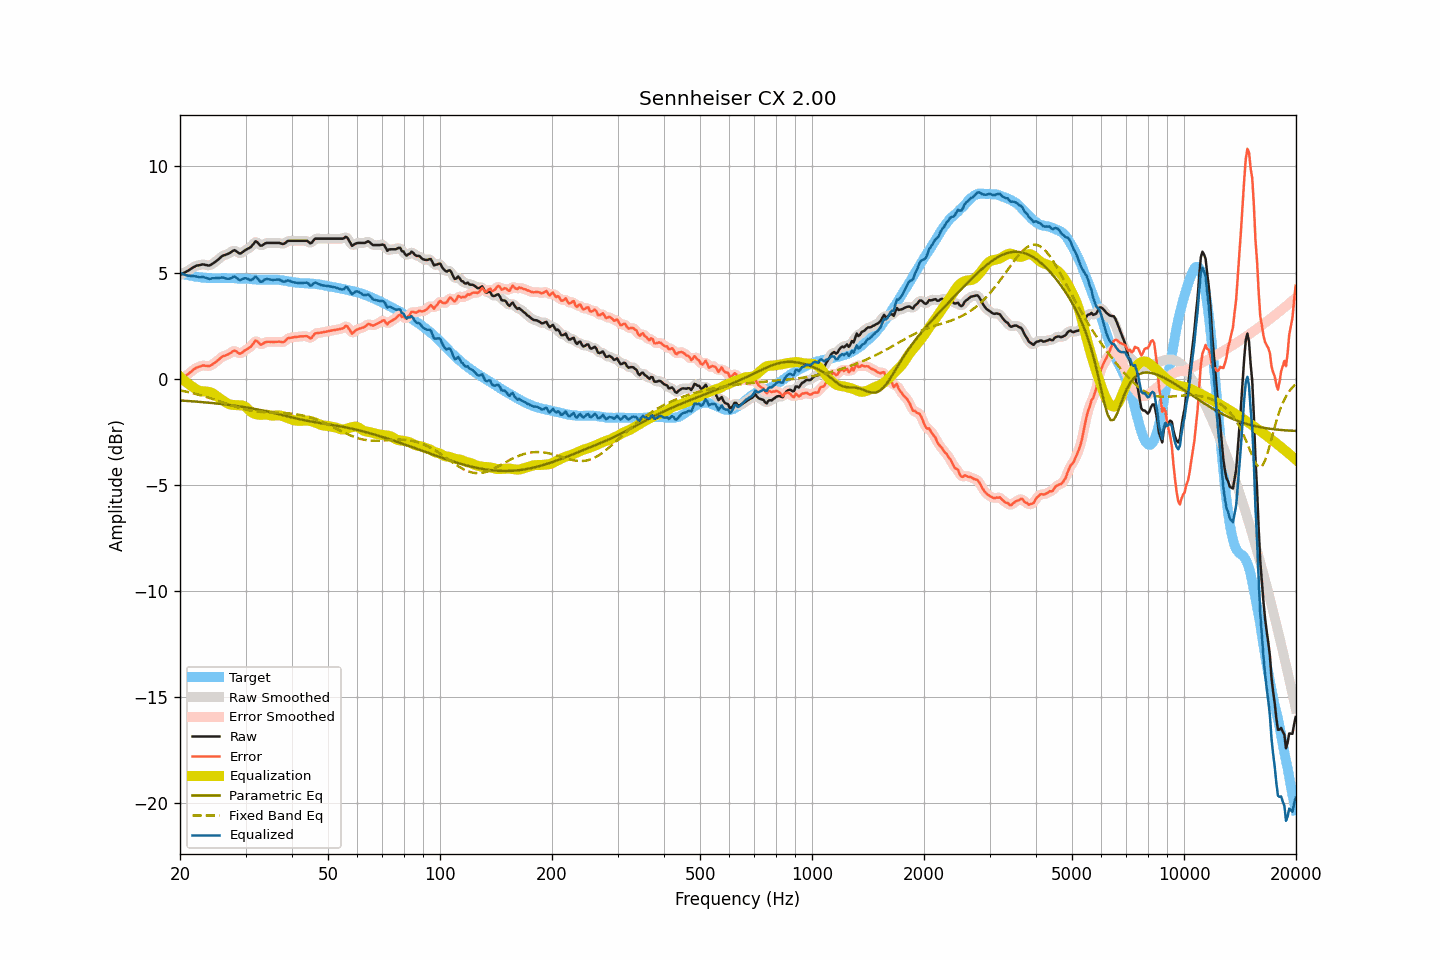 Sennheiser CX 2.00
10
5
0
−5
−10
−15
−20
Amplitude (dBr)
Target
Raw Smoothed
Error Smoothed
Raw
Error
Equalization
Parametric Eq
Fixed Band Eq
Equalized
20 50 100 200 500 1000 2000 5000 10000 20000
Frequency (Hz)